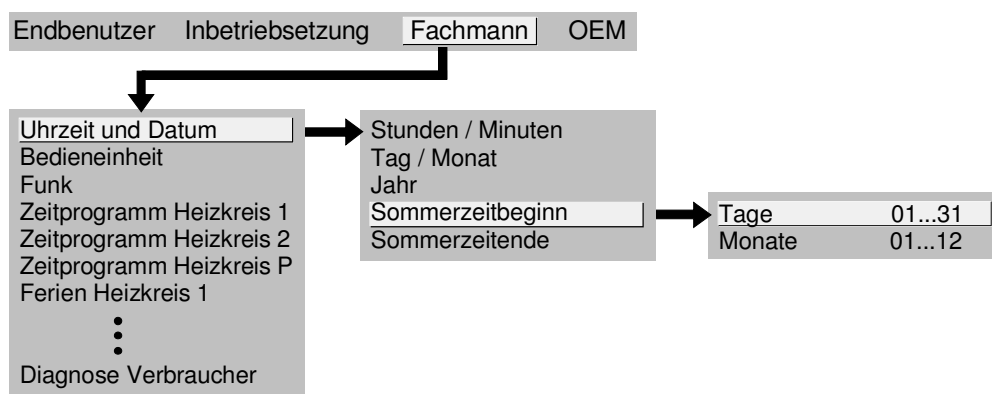 Endbenutzer Inbetriebsetzung Fachmann OEM
Uhrzeit und Datum
Bedieneinheit
Funk
Zeitprogramm Heizkreis 1
Zeitprogramm Heizkreis 2
Zeitprogramm Heizkreis P
Ferien Heizkreis 1
Diagnose Verbraucher
Stunden / Minuten
Tag / Monat
Jahr
Sommerzeitbeginn
Sommerzeitende
Tage 01...31
Monate 01...12